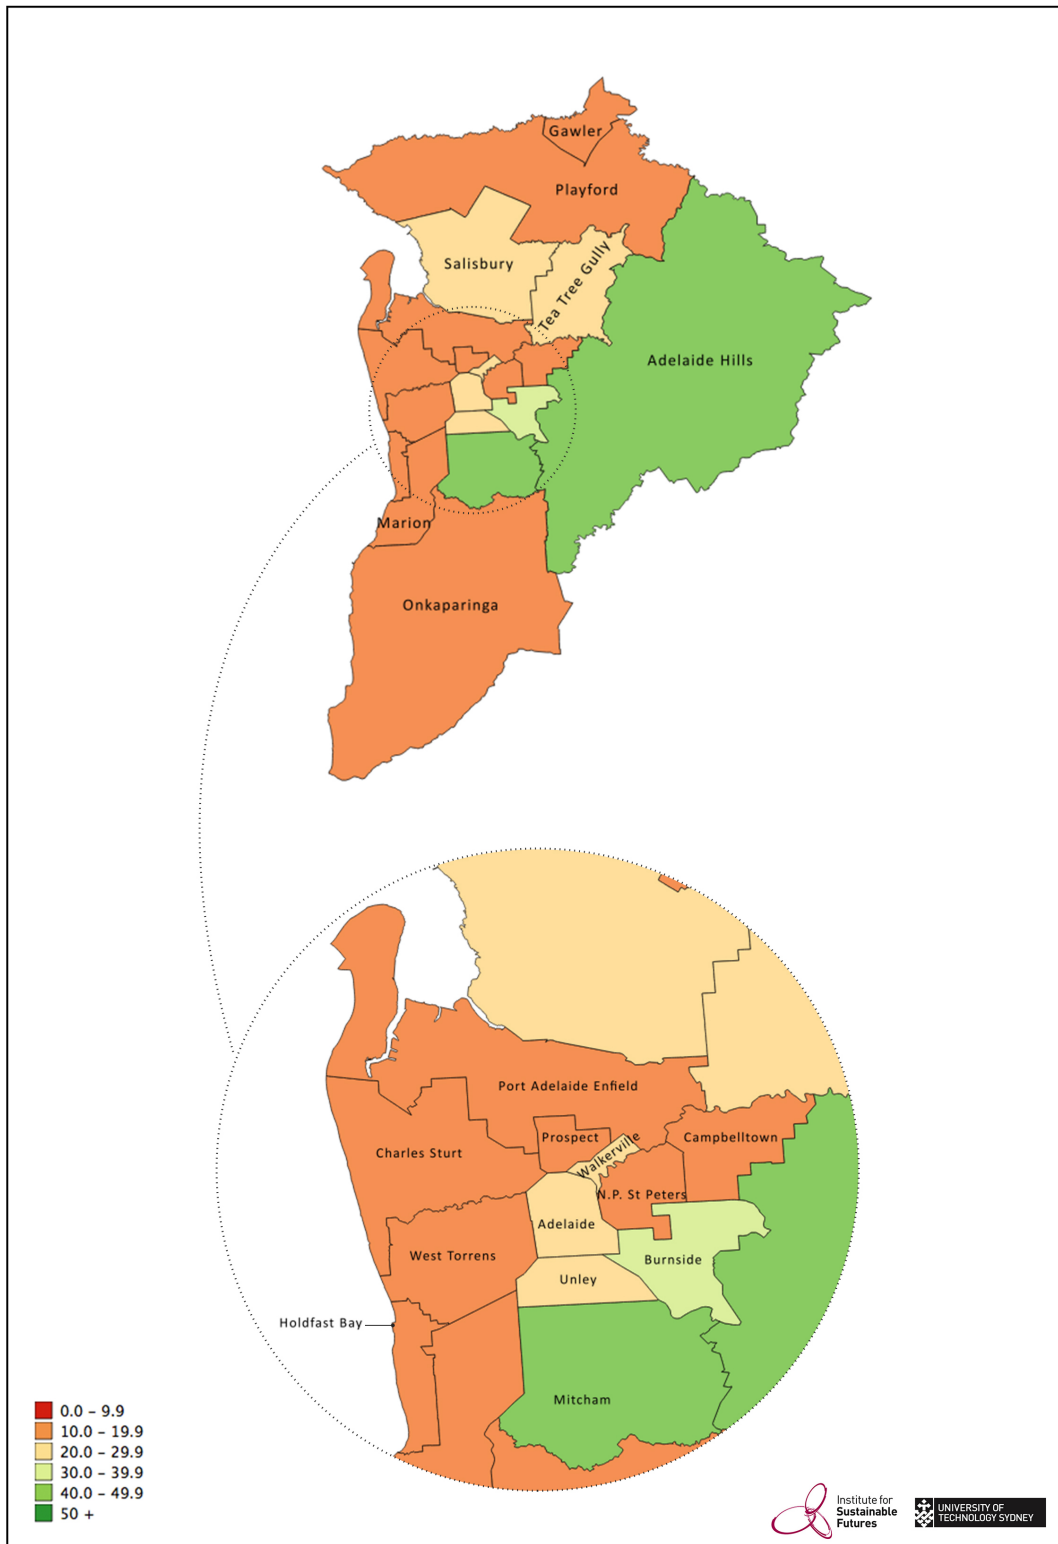 Gawler
Playford
Salisbury
Tea Tree Gully
Adelaide Hills
Marion
Onkaparinga
Port Adelaide Enfield
Prospect
Walkerville
Campbelltown
Charles Sturt
N.P. St Peters
Adelaide
West Torrens
Burnside
Unley
Holdfast Bay
Mitcham
0.0 – 9.9
10.0 – 19.9
20.0 – 29.9
30.0 – 39.9
40.0 – 49.9
50 +
Institute for
Sustainable
Futures
UNIVERSITY OF
TECHNOLOGY SYDNEY